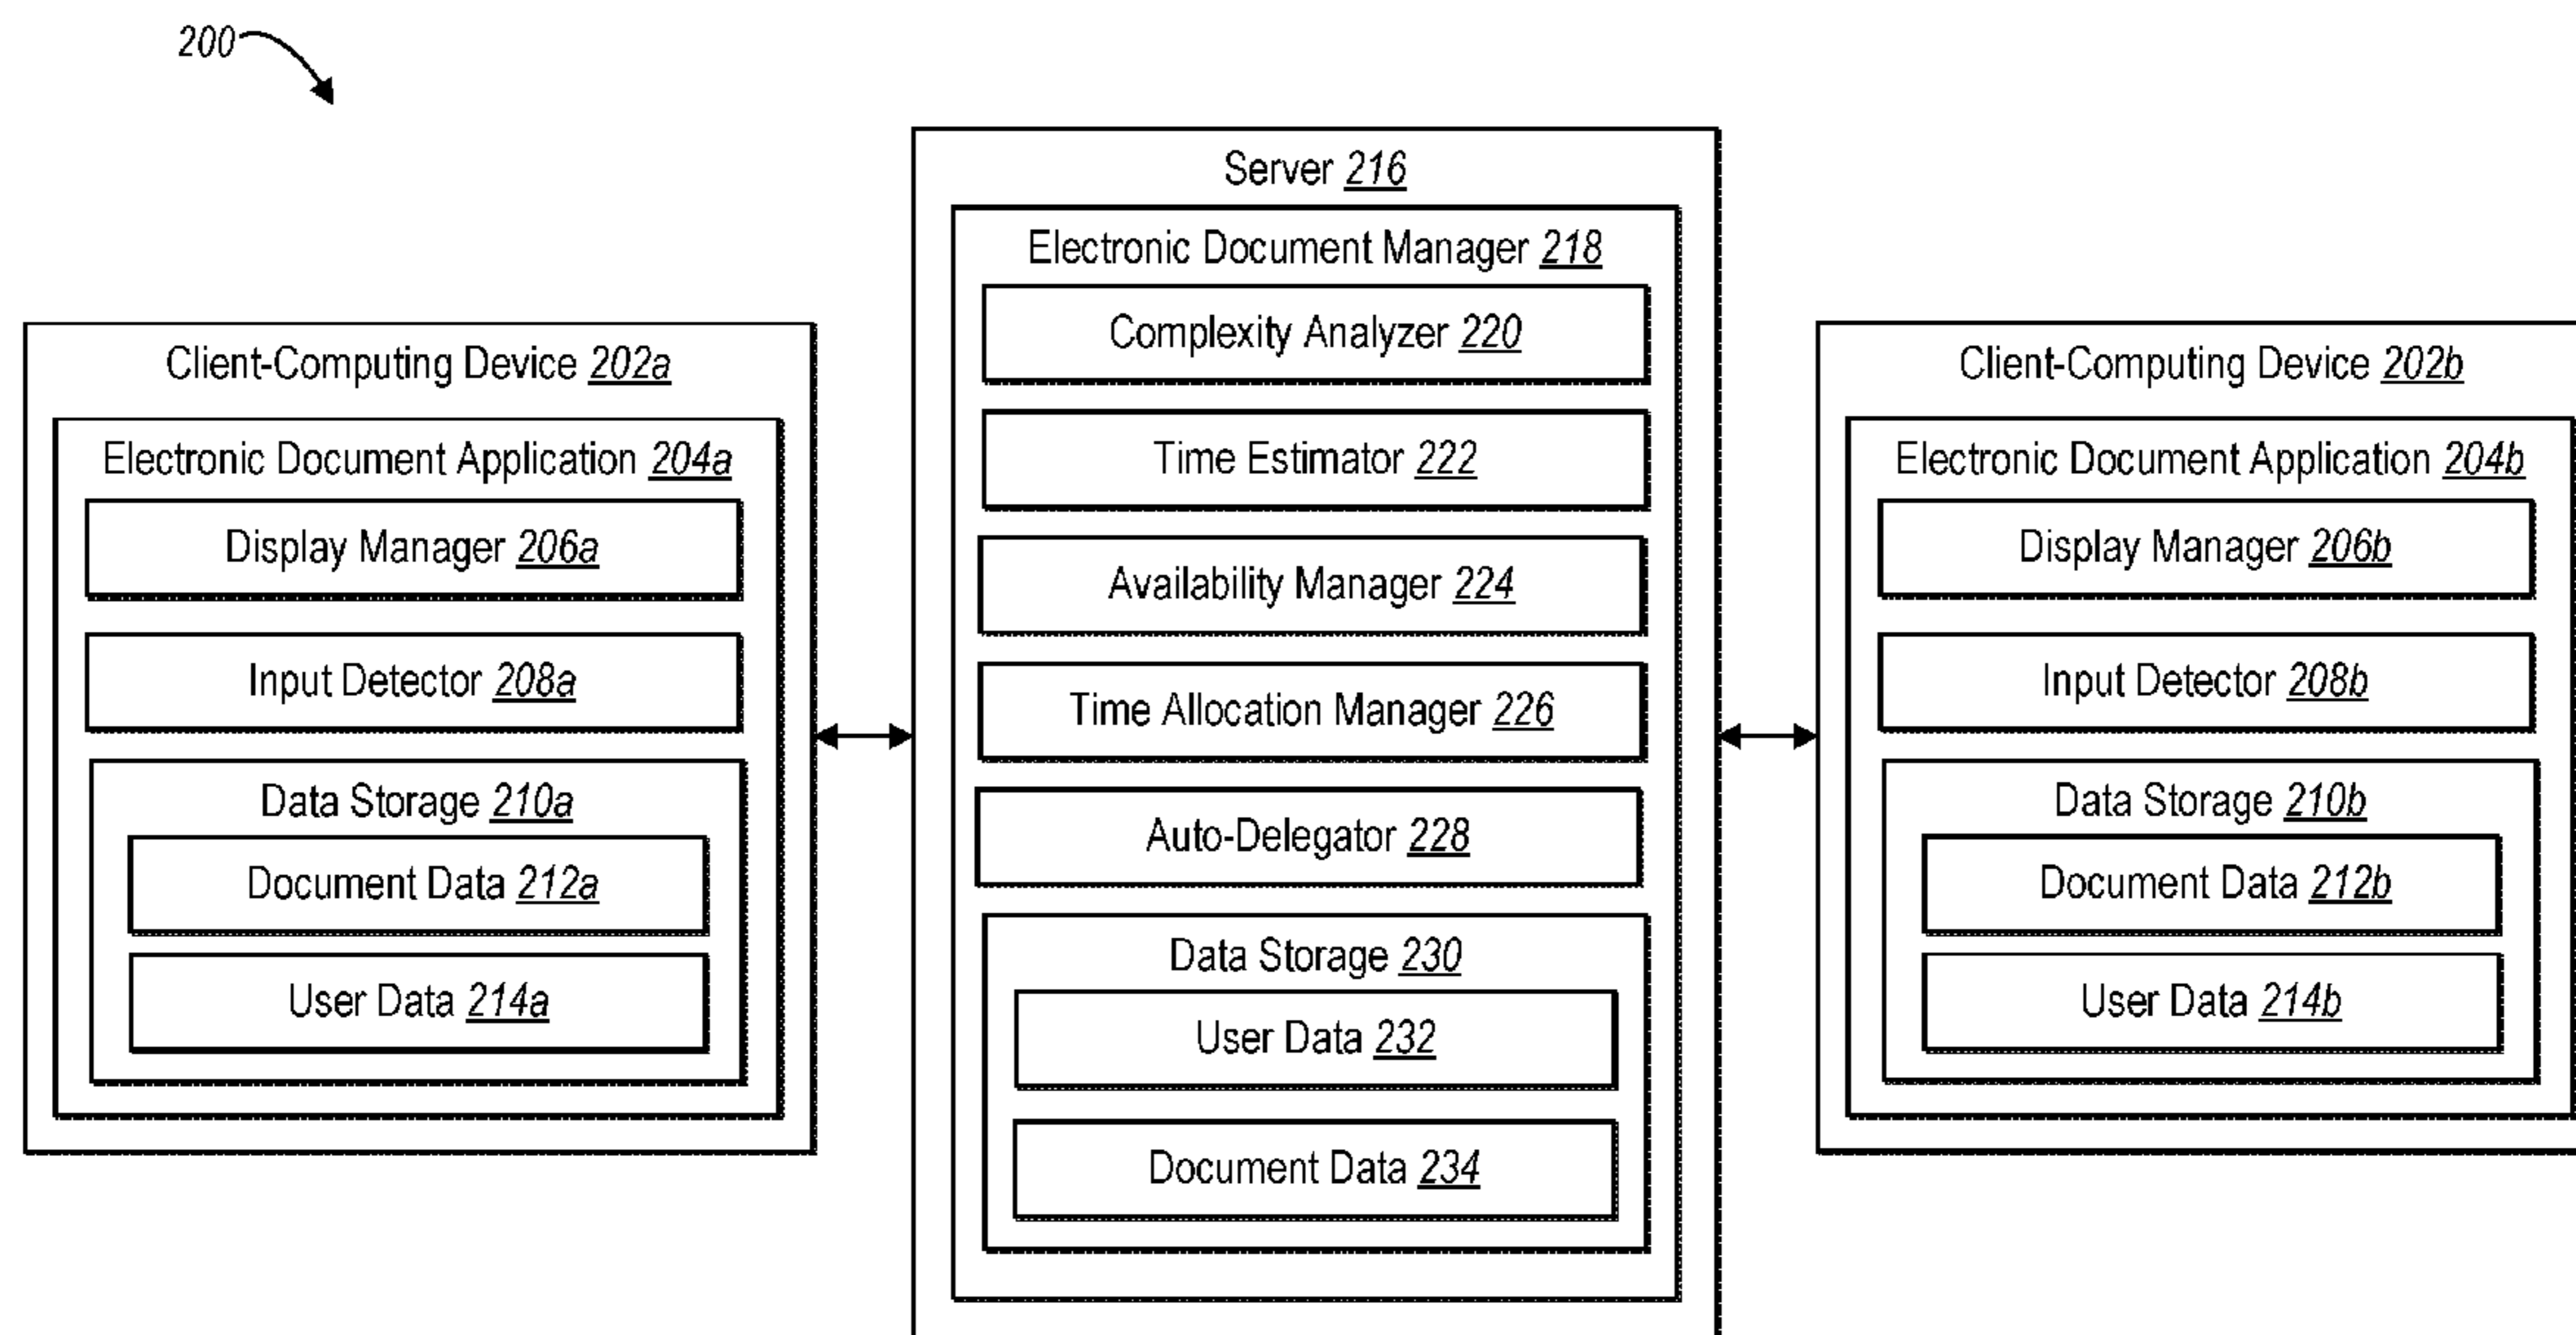 200
Client-Computing Device 202a
Electronic Document Application 204a
Display Manager 206a
Input Detector 208a
Data Storage 210a
Document Data 212a
User Data 214a
Server 216
Electronic Document Manager 218
Complexity Analyzer 220
Time Estimator 222
Availability Manager 224
Time Allocation Manager 226
Auto-Delegator 228
Data Storage 230
User Data 232
Document Data 234
Client-Computing Device 202b
Electronic Document Application 204b
Display Manager 206b
Input Detector 208b
Data Storage 210b
Document Data 212b
User Data 214b